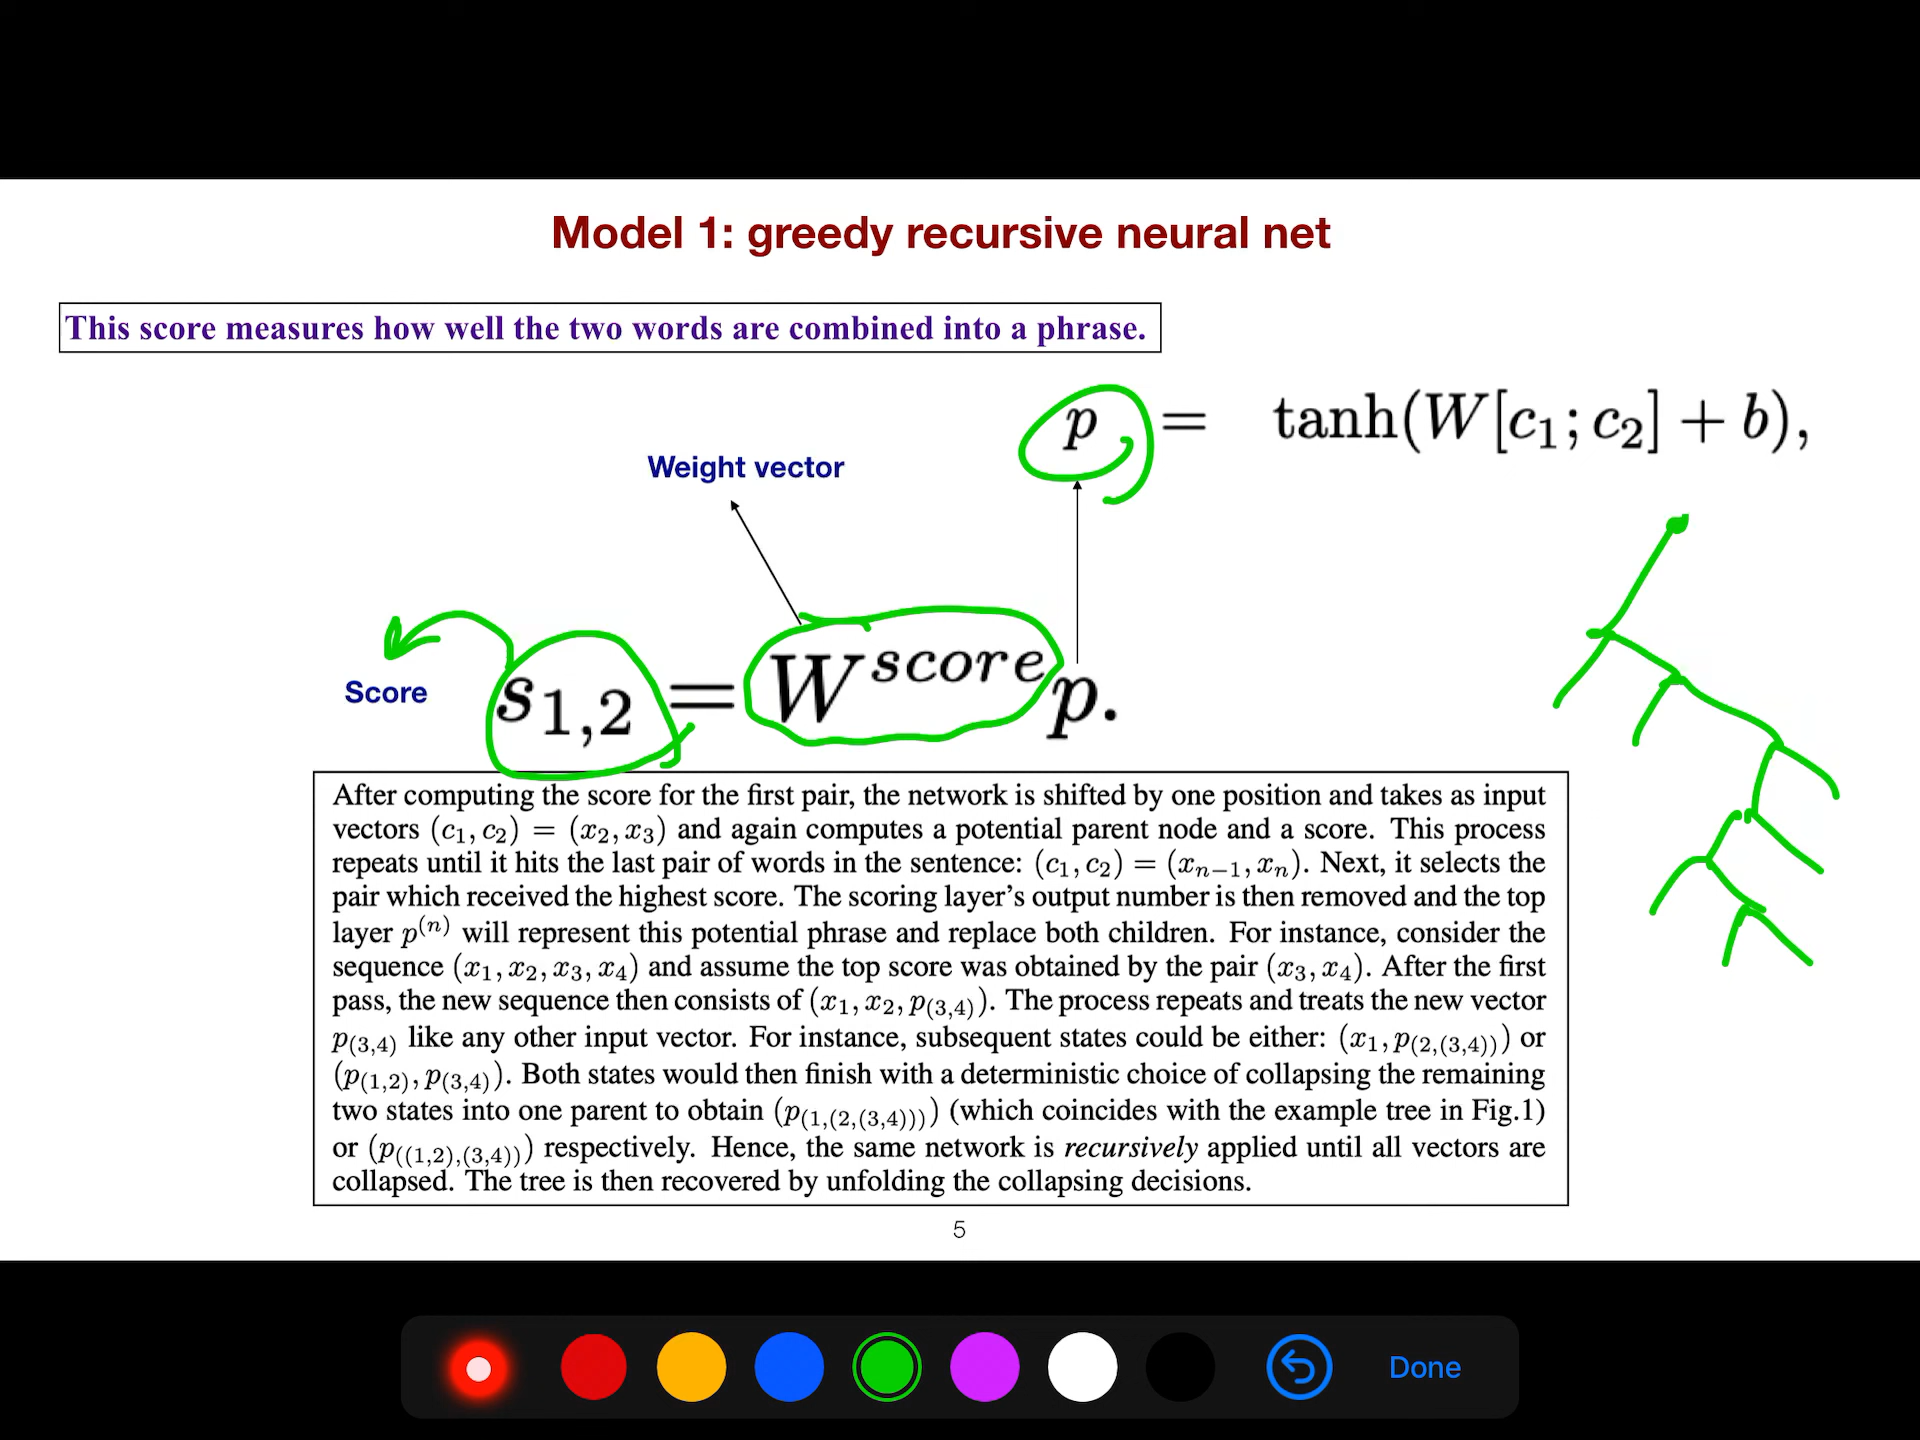 Model 1: greedy recursive neural net
This score measures how well the two words are combined into a phrase.
p = tanh(W[c₁; c₂] + b),
Weight vector
Score
s₁,₂ = W^{score} p.
After computing the score for the first pair, the network is shifted by one position and takes as input
vectors (c₁, c₂) = (x₂, x₃) and again computes a potential parent node and a score. This process
repeats until it hits the last pair of words in the sentence: (c₁, c₂) = (xₙ₋₁, xₙ). Next, it selects the
pair which received the highest score. The scoring layer's output number is then removed and the top
layer p⁽ⁿ⁾ will represent this potential phrase and replace both children. For instance, consider the
sequence (x₁, x₂, x₃, x₄) and assume the top score was obtained by the pair (x₃, x₄). After the first
pass, the new sequence then consists of (x₁, x₂, p₍₃,₄₎). The process repeats and treats the new vector
p₍₃,₄₎ like any other input vector. For instance, subsequent states could be either: (x₁, p₍₂,₍₃,₄₎₎) or
(p₍₁,₂₎, p₍₃,₄₎). Both states would then finish with a deterministic choice of collapsing the remaining
two states into one parent to obtain (p₍₁,₍₂,₍₃,₄₎₎₎) (which coincides with the example tree in Fig.1)
or (p₍₍₁,₂₎,₍₃,₄₎₎) respectively. Hence, the same network is recursively applied until all vectors are
collapsed. The tree is then recovered by unfolding the collapsing decisions.
5
Done